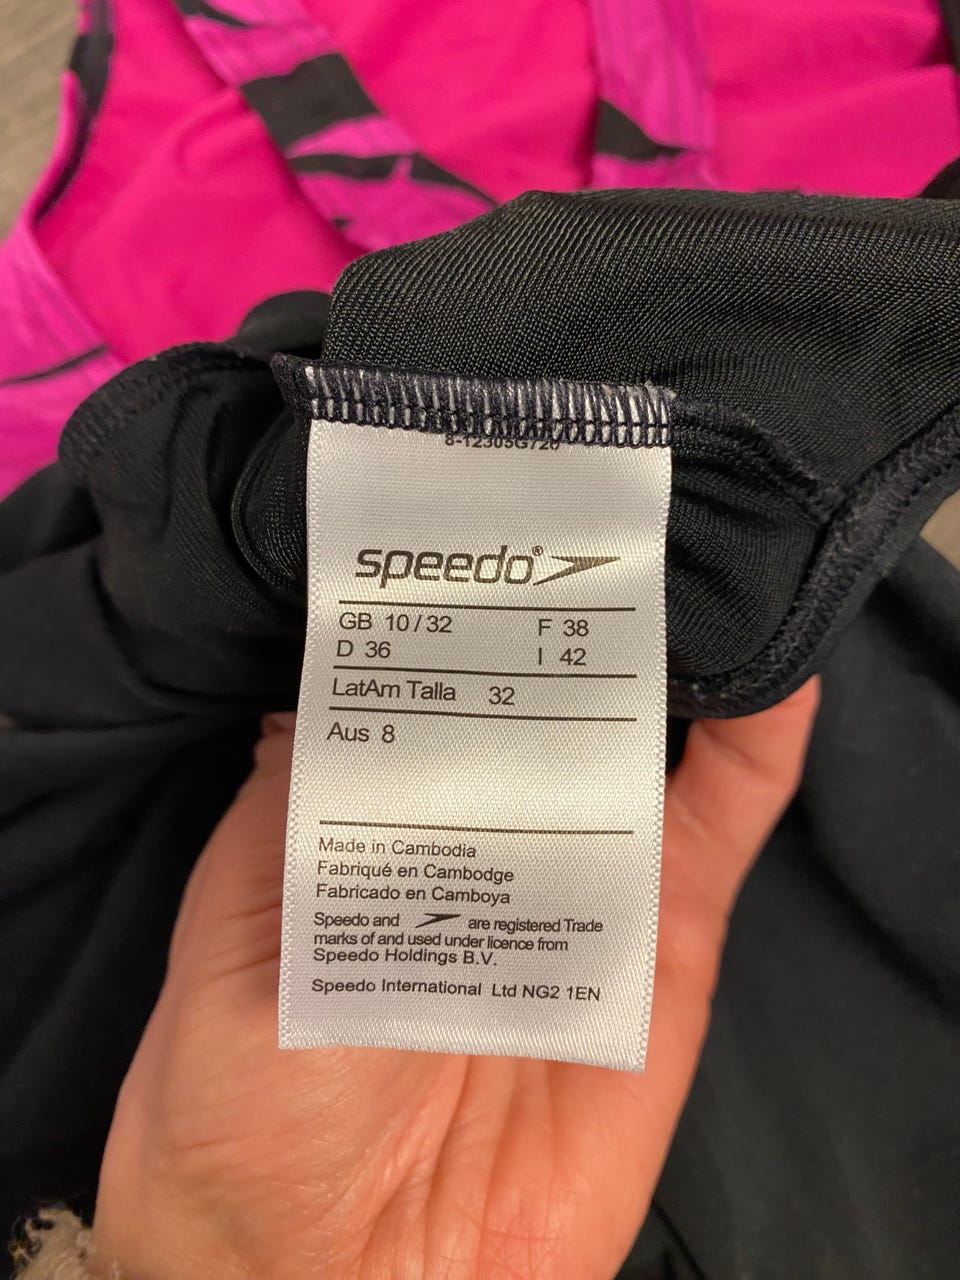 8-12305G720
speedo®
GB 10/32 F 38
D 36 I 42
LatAm Talla 32
Aus 8
Made in Cambodia
Fabriqué en Cambodge
Fabricado en Camboya
Speedo and are registered Trade
marks of and used under licence from
Speedo Holdings B.V.
Speedo International Ltd NG2 1EN